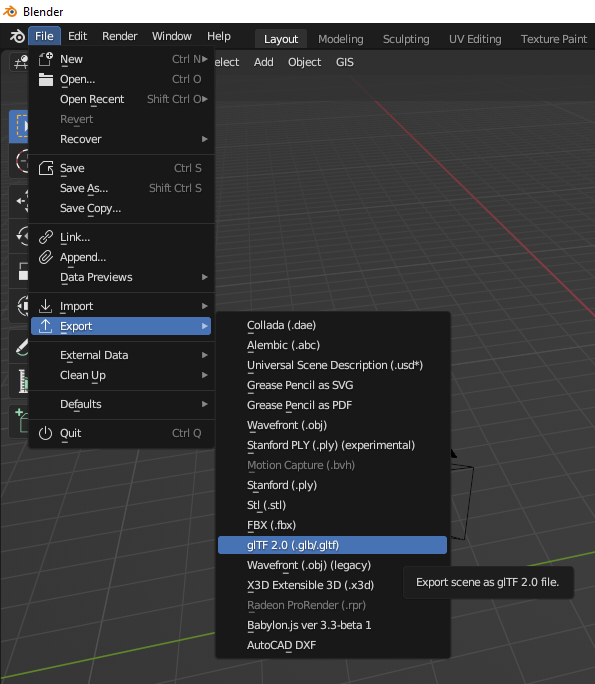 Blender
File Edit Render Window Help Layout Modeling Sculpting UV Editing Texture Paint
elect Add Object GIS
New Ctrl N
Open... Ctrl O
Open Recent Shift Ctrl O
Revert
Recover
Save Ctrl S
Save As... Shift Ctrl S
Save Copy...
Link...
Append...
Data Previews
Import
Export
External Data
Clean Up
Defaults
Quit Ctrl Q
Collada (.dae)
Alembic (.abc)
Universal Scene Description (.usd*)
Grease Pencil as SVG
Grease Pencil as PDF
Wavefront (.obj)
Stanford PLY (.ply) (experimental)
Motion Capture (.bvh)
Stanford (.ply)
Stl (.stl)
FBX (.fbx)
glTF 2.0 (.glb/.gltf)
Wavefront (.obj) (legacy)
X3D Extensible 3D (.x3d)
Radeon ProRender (.rpr)
Babylon.js ver 3.3-beta 1
AutoCAD DXF
Export scene as glTF 2.0 file.